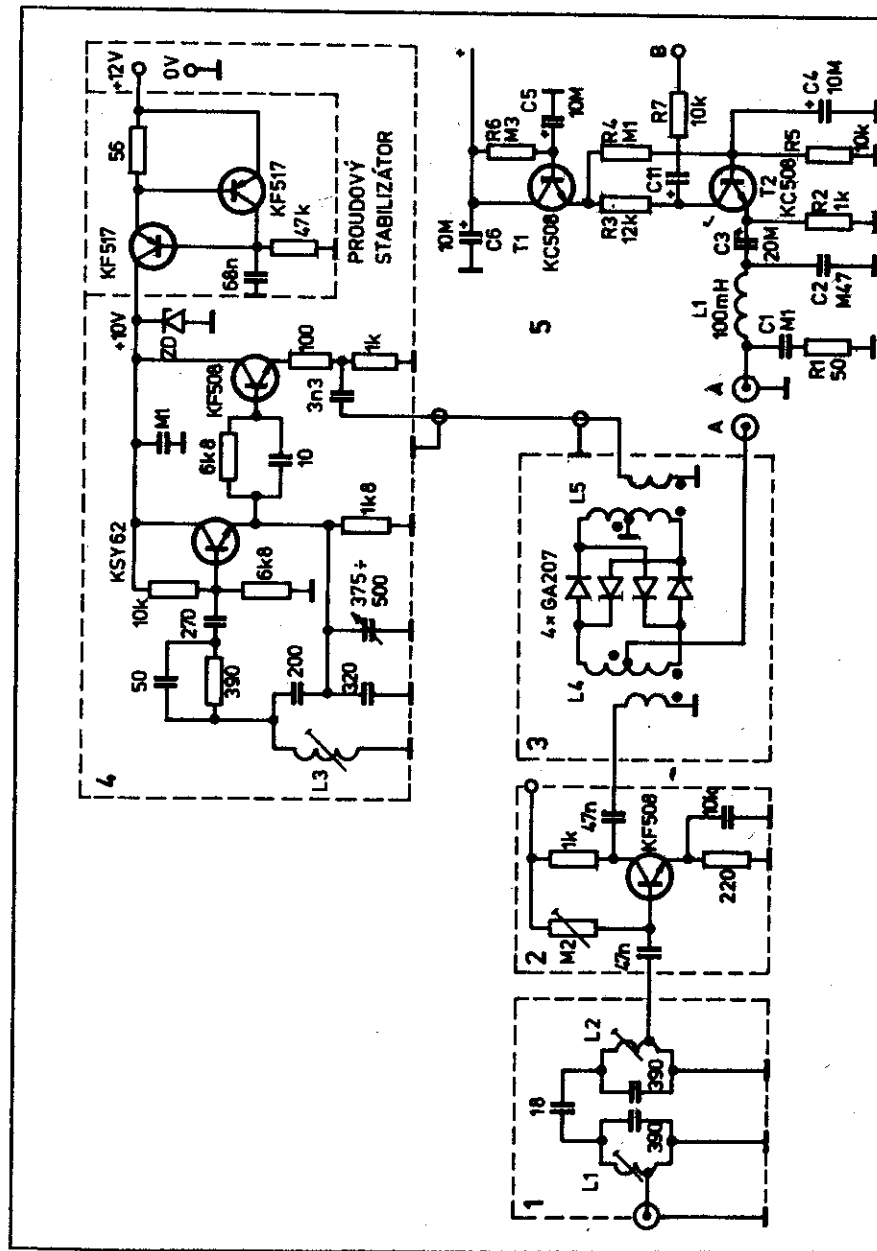 4
L3
50
390
270
200
320
10k
6k8
KSY62
375÷
500
1k8
M1
6k8
10
KF508
ZD
+10V
100
3n3
1k
KF517
56
KF517
68n
47k
PROUDOVÝ
STABILIZÁTOR
+12V
0V
1
L1
390
18
390
L2
2
47n
M2
1k
47n
KF508
220
10k
3
L4
4×GA207
L5
5
A
A
R1
50
C1
M1
L1
100mH
C2
M47
C3
20M
R2
1k
T2
KC508
R5
10k
C4
10M
10M
C6
T1
KC508
R6
M3
C5
10M
R3
12k
R4
M1
C11
R7
10k
B
+